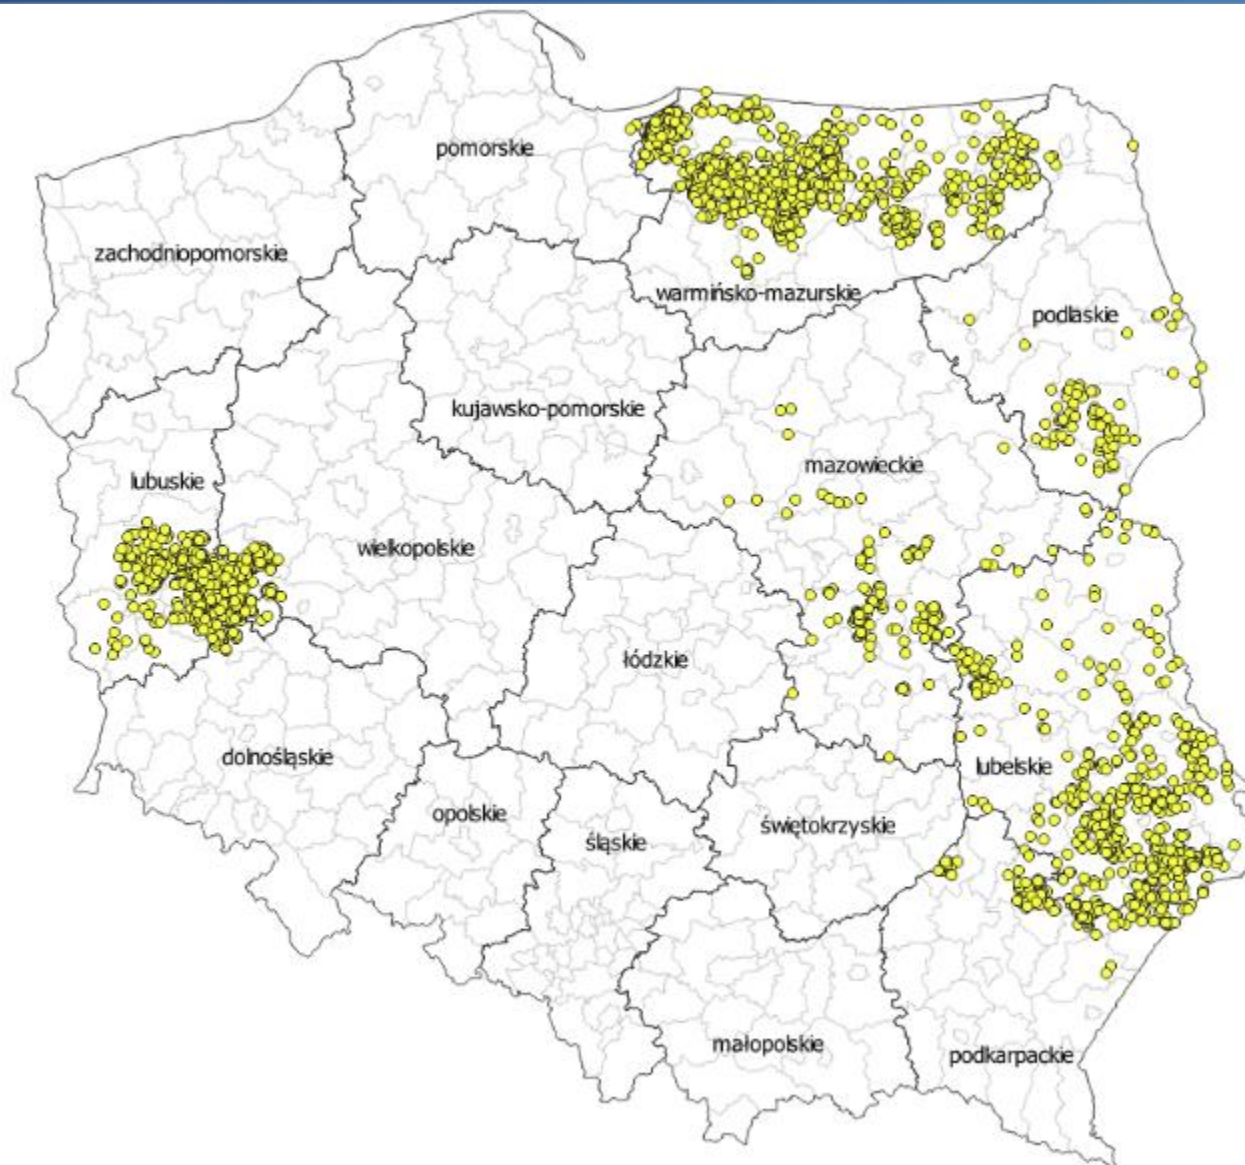 pomorskie
zachodniopomorskie
warmińsko-mazurskie
podlaskie
kujawsko-pomorskie
mazowieckie
lubuskie
wielkopolskie
łódzkie
dolnośląskie
lubelskie
opolskie
świętokrzyskie
śląskie
małopolskie
podkarpackie